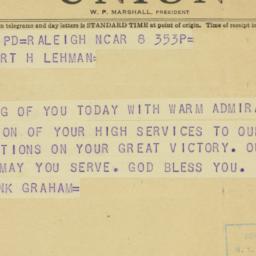 UNION
W. P. MARSHALL, PRESIDENT
on telegrams and day letters is STANDARD TIME at point of origin. Time of receipt is
PD=RALEIGH NCAR 8 353P=
RT H LEHMAN=
G OF YOU TODAY WITH WARM ADMIRA
ON OF YOUR HIGH SERVICES TO OU
TIONS ON YOUR GREAT VICTORY. O
MAY YOU SERVE. GOD BLESS YOU.
NK GRAHAM=